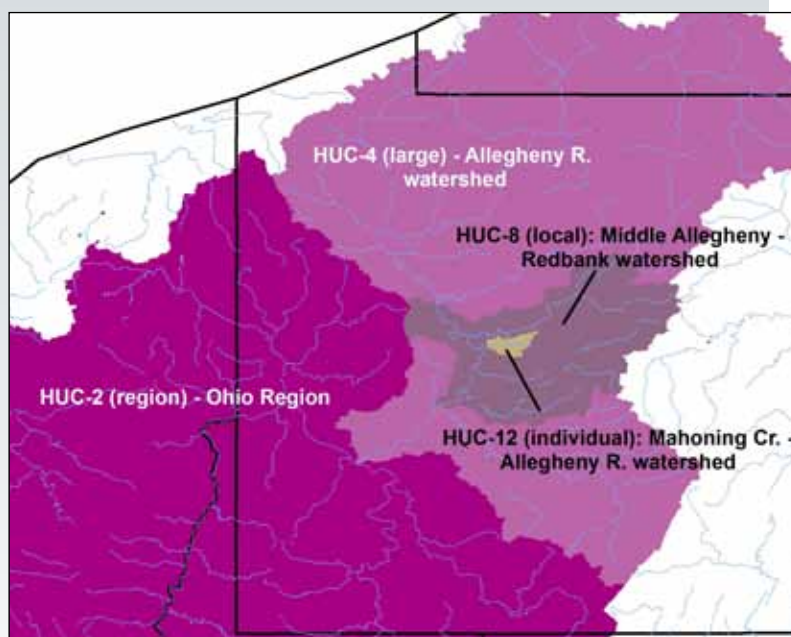 HUC-4 (large) - Allegheny R.
watershed
HUC-8 (local): Middle Allegheny -
Redbank watershed
HUC-2 (region) - Ohio Region
HUC-12 (individual): Mahoning Cr. -
Allegheny R. watershed